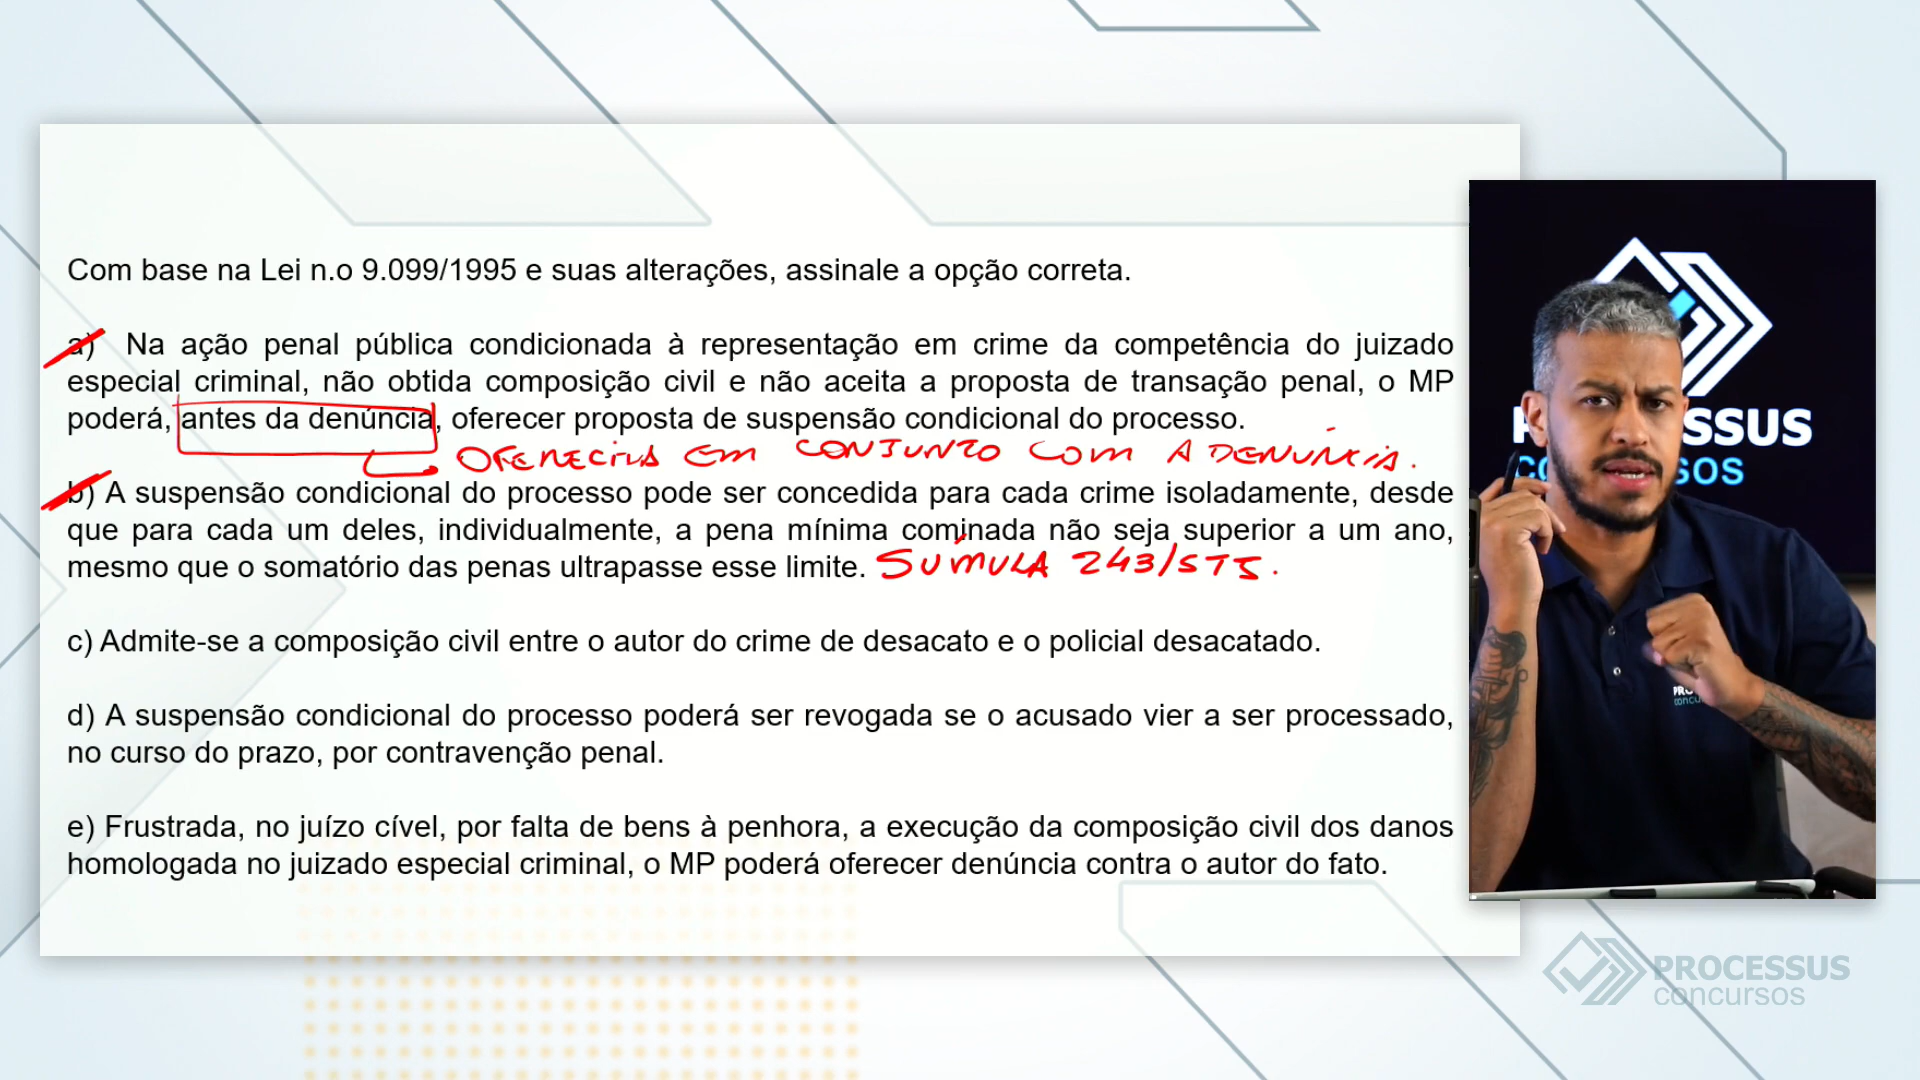 Com base na Lei n.o 9.099/1995 e suas alterações, assinale a opção correta.
a) Na ação penal pública condicionada à representação em crime da competência do juizado
especial criminal, não obtida composição civil e não aceita a proposta de transação penal, o MP
poderá, antes da denúncia, oferecer proposta de suspensão condicional do processo.
OFERECIDA EM CONJUNTO COM A DENÚNCIA.
b) A suspensão condicional do processo pode ser concedida para cada crime isoladamente, desde
que para cada um deles, individualmente, a pena mínima cominada não seja superior a um ano,
mesmo que o somatório das penas ultrapasse esse limite. SÚMULA 243/STJ.
c) Admite-se a composição civil entre o autor do crime de desacato e o policial desacatado.
d) A suspensão condicional do processo poderá ser revogada se o acusado vier a ser processado,
no curso do prazo, por contravenção penal.
e) Frustrada, no juízo cível, por falta de bens à penhora, a execução da composição civil dos danos
homologada no juizado especial criminal, o MP poderá oferecer denúncia contra o autor do fato.
PROCESSUS
concursos